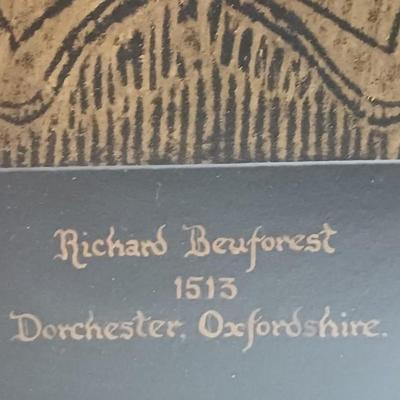 Richard Beuforest
1513
Dorchester, Oxfordshire.